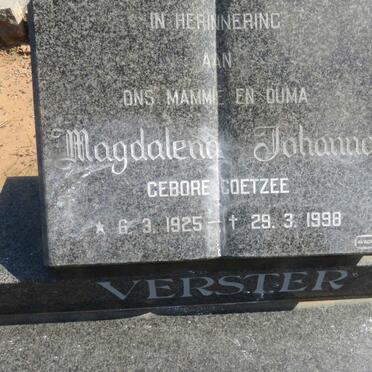 IN HERINNERING
AAN
ONS MAMMIE EN OUMA
Magdalena Johanna
GEBORE COETZEE
* 6. 3. 1925 - † 29. 3. 1998
VERSTER